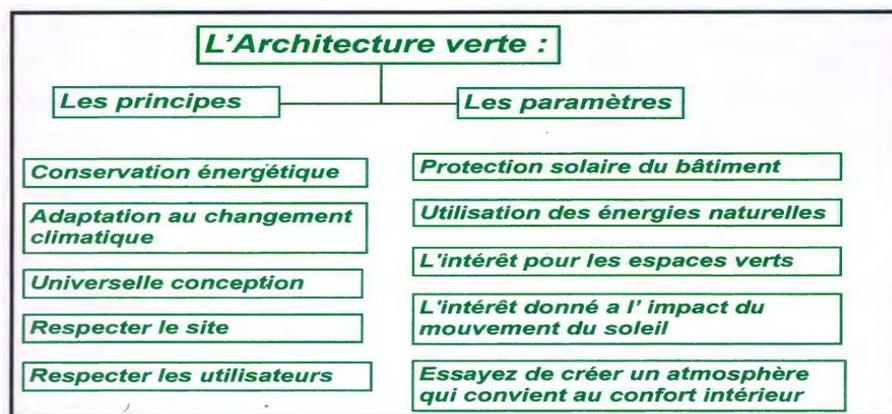 L'Architecture verte :
Les principes
Les paramètres
Conservation énergétique
Adaptation au changement
climatique
Universelle conception
Respecter le site
Respecter les utilisateurs
Protection solaire du bâtiment
Utilisation des énergies naturelles
L'intérêt pour les espaces verts
L'intérêt donné a l' impact du
mouvement du soleil
Essayez de créer un atmosphère
qui convient au confort intérieur